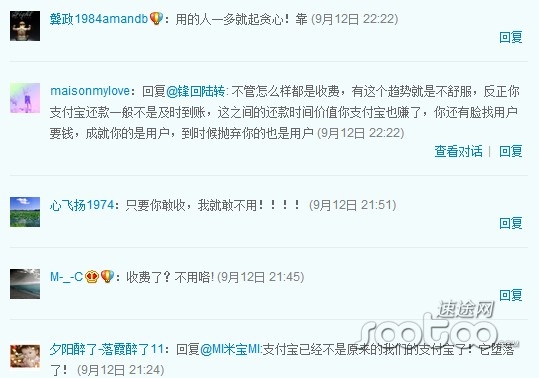 龔政1984amandb：用的人一多就起贪心！靠 (9月12日 22:22)
回复
maisonmylove：回复@锋回陆转: 不管怎么样都是收费，有这个趋势就是不舒服，反正你
支付宝还款一般不是及时到账，这之间的还款时间价值你支付宝也赚了，你还有脸找用户
要钱，成就你的是用户，到时候抛弃你的也是用户 (9月12日 22:22)
查看对话 | 回复
心飞扬1974：只要你敢收，我就敢不用！！！！ (9月12日 21:51)
回复
M-_-C：收费了？不用咯! (9月12日 21:45)
回复
速途网
sootoo
.COM
夕阳醉了-落霞醉了11：回复@MI米宝MI:支付宝已经不是原来的我们的支付宝了！它堕落
了！ (9月12日 21:24)